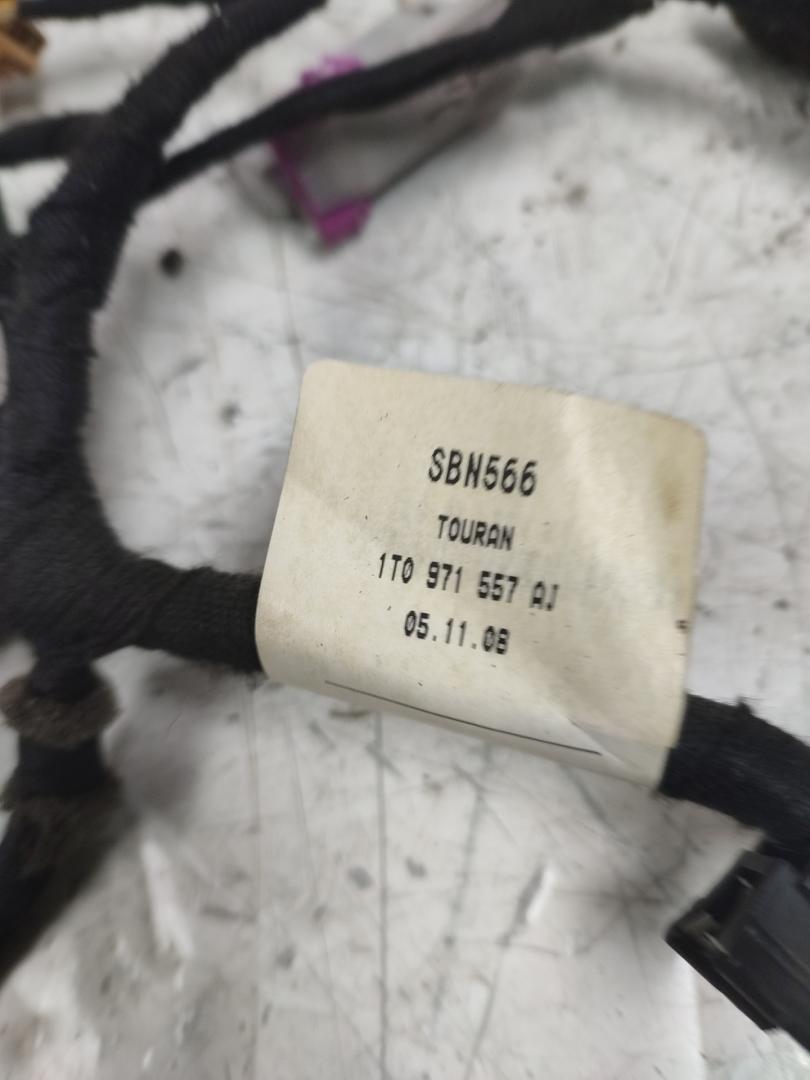 SBN566
TOURAN
1T0 971 557 AJ
05.11.08